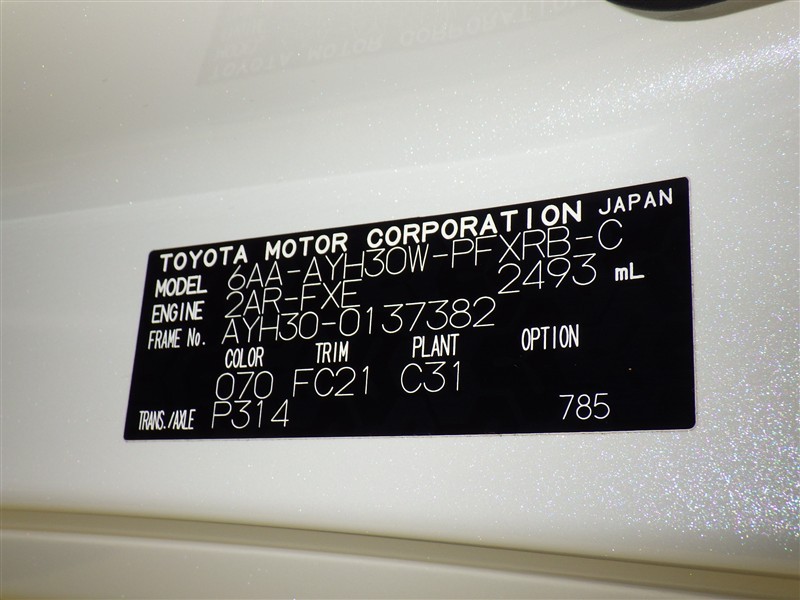 TOYOTA MOTOR CORPORATION JAPAN
MODEL 6AA-AYH30W-PFXRB-C
ENGINE 2AR-FXE 2493 mL
FRAME No. AYH30-0137382
COLOR TRIM PLANT OPTION
070 FC21 C31
TRANS./AXLE P314 785